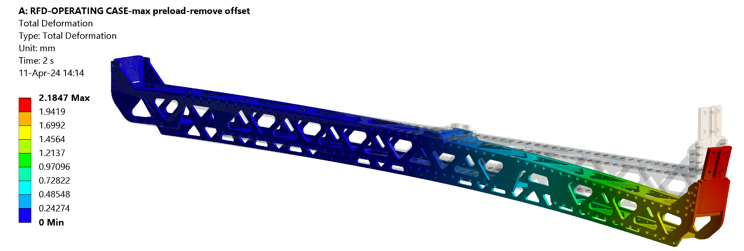 A: RFD-OPERATING CASE-max preload-remove offset
Total Deformation
Type: Total Deformation
Unit: mm
Time: 2 s
11-Apr-24 14:14
2.1847 Max
1.9419
1.6992
1.4564
1.2137
0.97096
0.72822
0.48548
0.24274
0 Min